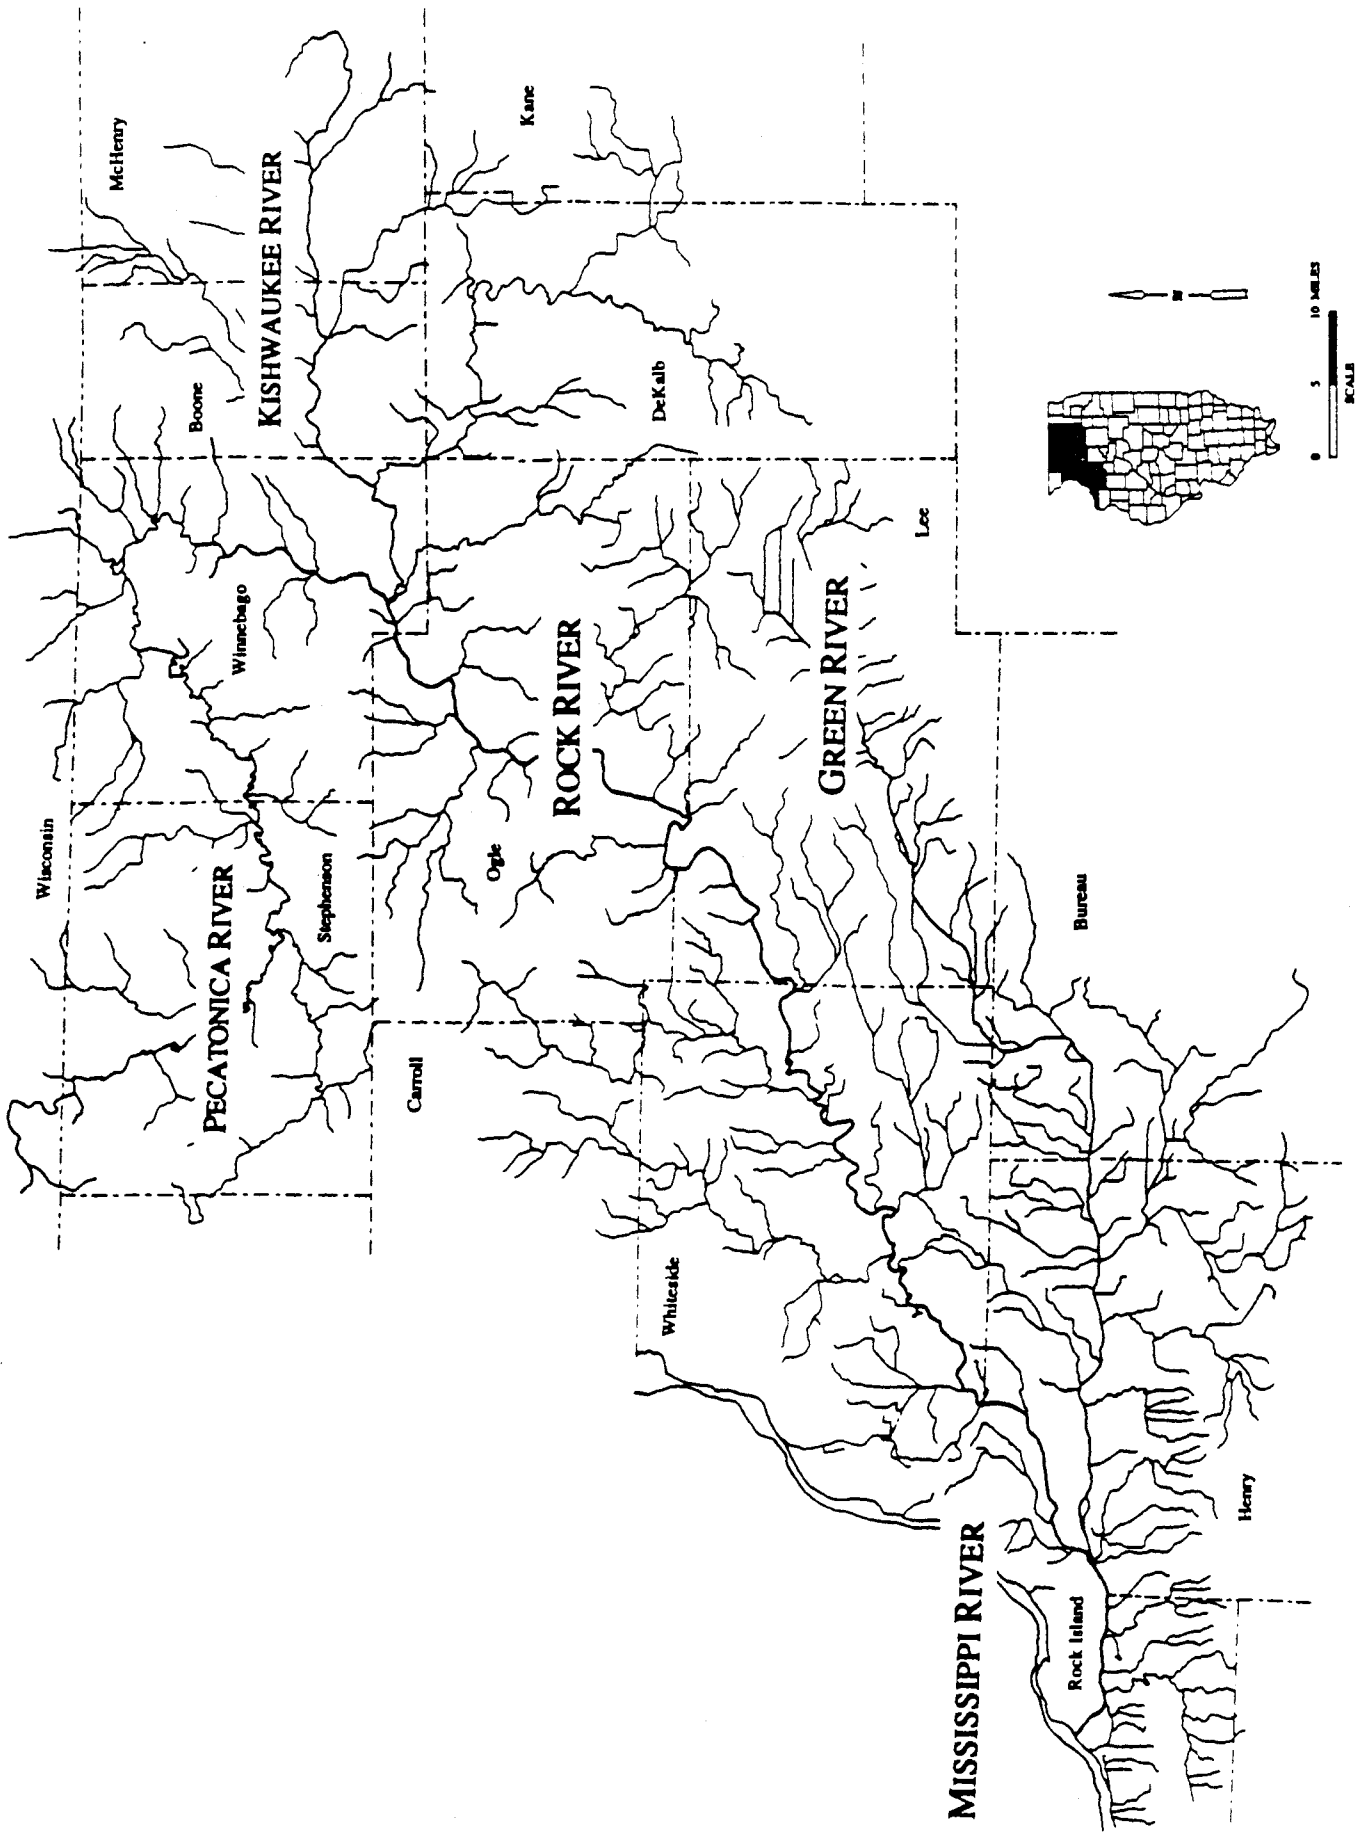 Wisconsin
McHenry
Boone
KISHWAUKEE RIVER
Winnebago
PECATONICA RIVER
Stephenson
Kane
DeKalb
ROCK RIVER
Ogle
Carroll
Lee
GREEN RIVER
Whiteside
Bureau
MISSISSIPPI RIVER
Rock Island
Henry
N
0 5 10 MILES
SCALE